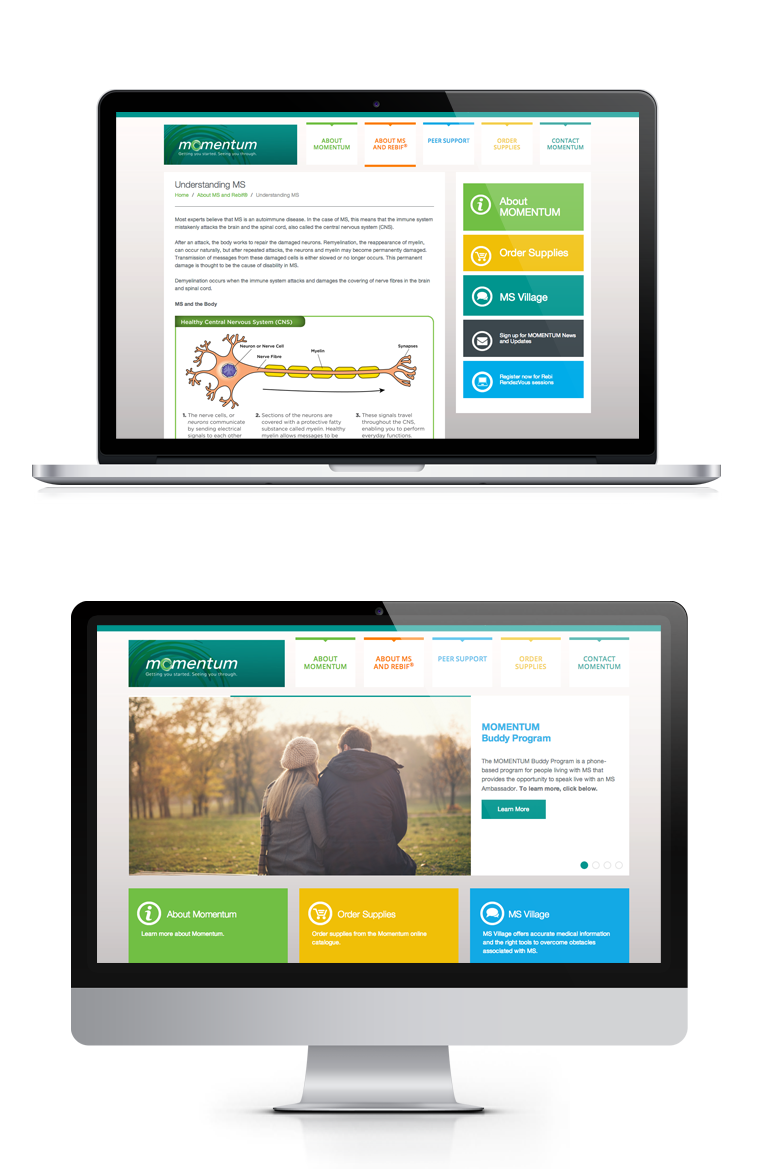 momentum
Getting you started. Seeing you through.
ABOUT
MOMENTUM
ABOUT MS
AND REBIF®
PEER SUPPORT
ORDER
SUPPLIES
CONTACT
MOMENTUM
Understanding MS
Home / About MS and Rebif® / Understanding MS
Most experts believe that MS is an autoimmune disease. In the case of MS, this means that the immune system
mistakenly attacks the brain and the spinal cord, also called the central nervous system (CNS).
After an attack, the body works to repair the damaged neurons. Remyelination, the reappearance of myelin,
can occur naturally, but after repeated attacks, the neurons and myelin may become permanently damaged.
Transmission of messages from these damaged cells is either slowed or no longer occurs. This permanent
damage is thought to be the cause of disability in MS.
Demyelination occurs when the immune system attacks and damages the covering of nerve fibres in the brain
and spinal cord.
MS and the Body
Healthy Central Nervous System (CNS)
Neuron or Nerve Cell
Nerve Fibre
Myelin
Synapses
1. The nerve cells, or
neurons communicate
by sending electrical
signals to each other
2. Sections of the neurons are
covered with a protective fatty
substance called myelin. Healthy
myelin allows messages to be
3. These signals travel
throughout the CNS,
enabling you to perform
everyday functions.
About
MOMENTUM
Order Supplies
MS Village
Sign up for MOMENTUM News
and Updates
Register now for Rebi
RendezVous sessions
momentum
Getting you started. Seeing you through.
ABOUT
MOMENTUM
ABOUT MS
AND REBIF®
PEER SUPPORT
ORDER
SUPPLIES
CONTACT
MOMENTUM
MOMENTUM
Buddy Program
The MOMENTUM Buddy Program is a phone-
based program for people living with MS that
provides the opportunity to speak live with an MS
Ambassador. To learn more, click below.
Learn More
About Momentum
Learn more about Momentum.
Order Supplies
Order supplies from the Momentum online
catalogue.
MS Village
MS Village offers accurate medical information
and the right tools to overcome obstacles
associated with MS.